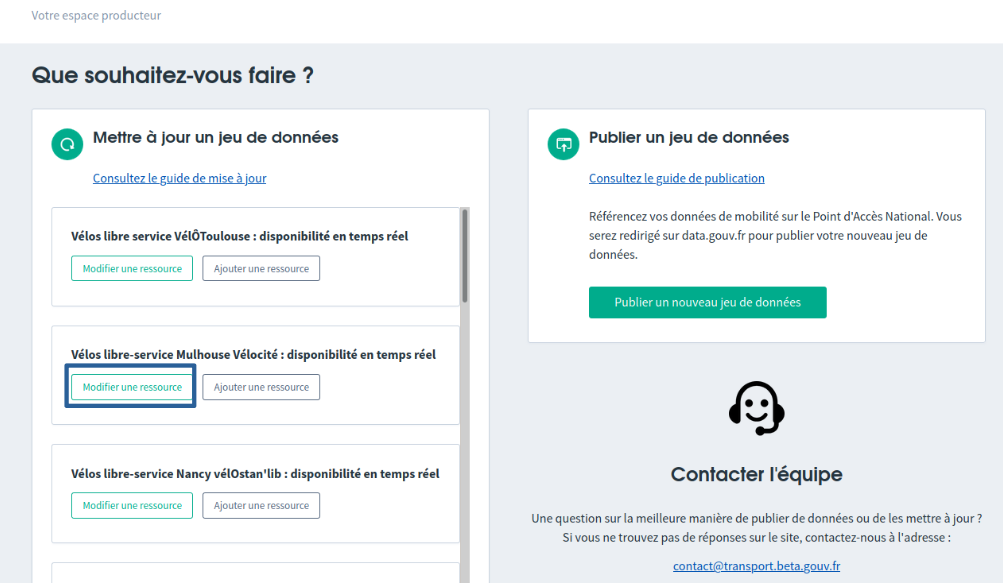 Votre espace producteur
Que souhaitez-vous faire ?
Mettre à jour un jeu de données
Consultez le guide de mise à jour
Vélos libre service VélÔToulouse : disponibilité en temps réel
Modifier une ressource
Ajouter une ressource
Vélos libre-service Mulhouse Vélocité : disponibilité en temps réel
Modifier une ressource
Ajouter une ressource
Vélos libre-service Nancy vélOstan'lib : disponibilité en temps réel
Modifier une ressource
Ajouter une ressource
Publier un jeu de données
Consultez le guide de publication
Référencez vos données de mobilité sur le Point d'Accès National. Vous
serez redirigé sur data.gouv.fr pour publier votre nouveau jeu de
données.
Publier un nouveau jeu de données
Contacter l'équipe
Une question sur la meilleure manière de publier de données ou de les mettre à jour ?
Si vous ne trouvez pas de réponses sur le site, contactez-nous à l'adresse :
contact@transport.beta.gouv.fr